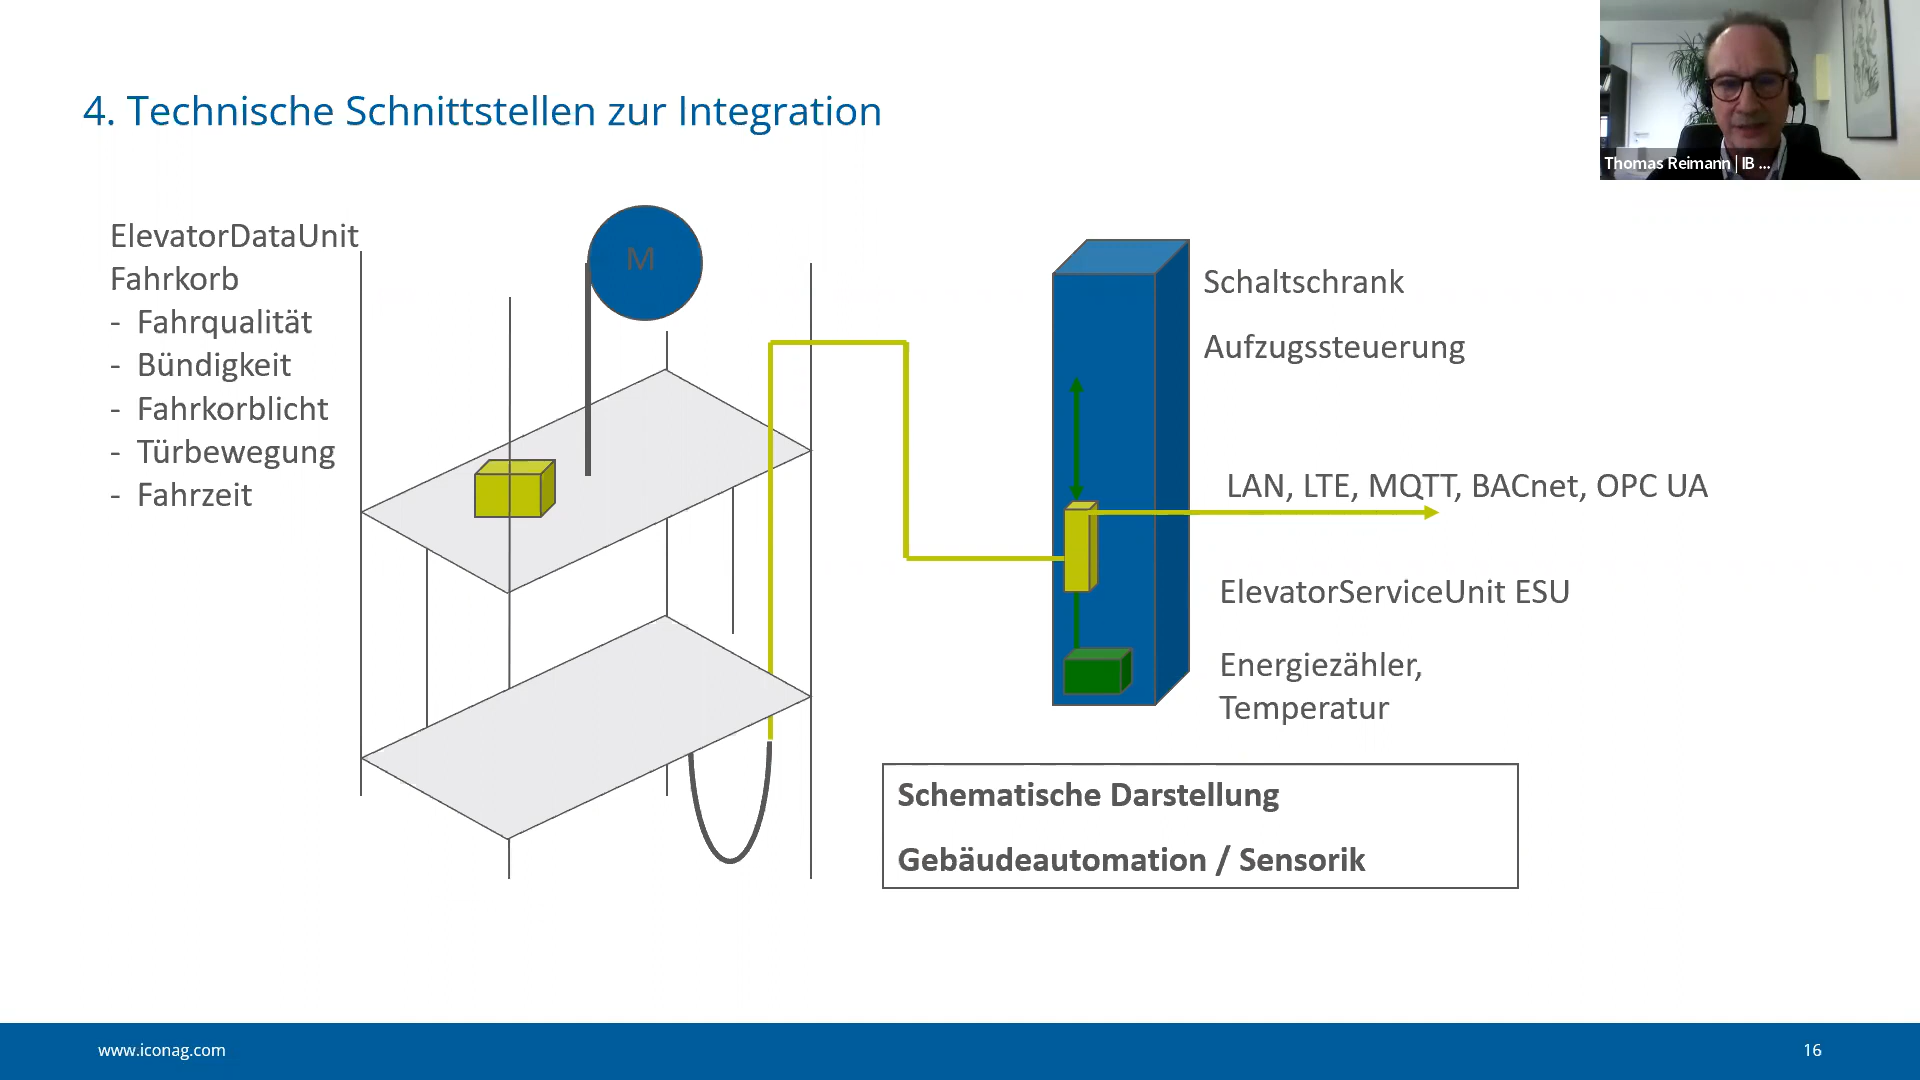 4. Technische Schnittstellen zur Integration
Thomas Reimann | IB ...
ElevatorDataUnit
Fahrkorb
- Fahrqualität
- Bündigkeit
- Fahrkorblicht
- Türbewegung
- Fahrzeit
M
Schaltschrank
Aufzugssteuerung
LAN, LTE, MQTT, BACnet, OPC UA
ElevatorServiceUnit ESU
Energiezähler,
Temperatur
Schematische Darstellung
Gebäudeautomation / Sensorik
www.iconag.com
16